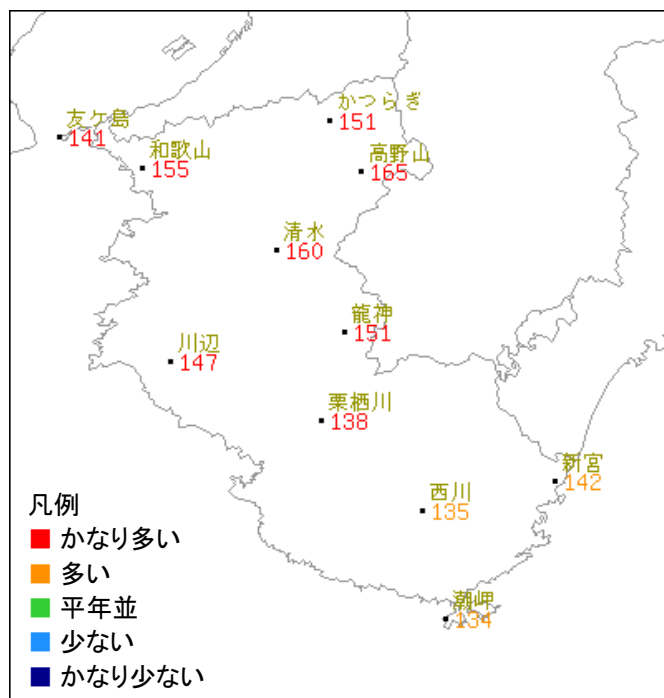 かつらぎ
151
友ケ島
141
和歌山
155
高野山
165
清水
160
龍神
151
川辺
147
栗栖川
138
新宮
142
西川
135
潮岬
134
凡例
かなり多い
多い
平年並
少ない
かなり少ない